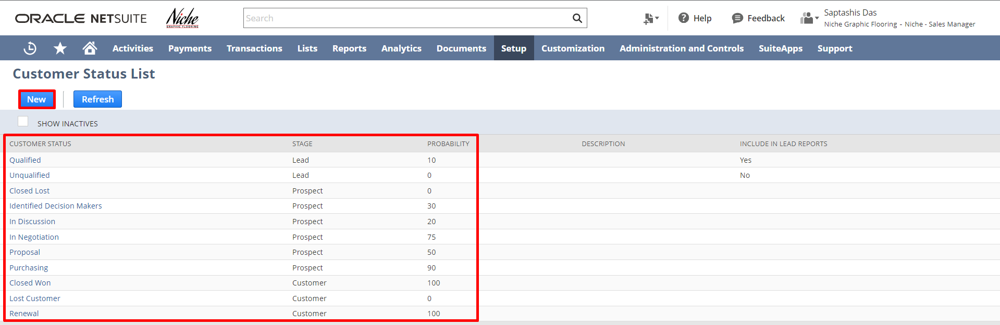 ORACLE NETSUITE
Niche
GRAPHIC FLOORING
Search
Help
Feedback
Saptashis Das
Niche Graphic Flooring - Niche - Sales Manager
Activities Payments Transactions Lists Reports Analytics Documents Setup Customization Administration and Controls SuiteApps Support
Customer Status List
New Refresh
SHOW INACTIVES
CUSTOMER STATUS STAGE PROBABILITY DESCRIPTION INCLUDE IN LEAD REPORTS
Qualified Lead 10 Yes
Unqualified Lead 0 No
Closed Lost Prospect 0
Identified Decision Makers Prospect 30
In Discussion Prospect 20
In Negotiation Prospect 75
Proposal Prospect 50
Purchasing Prospect 90
Closed Won Customer 100
Lost Customer Customer 0
Renewal Customer 100